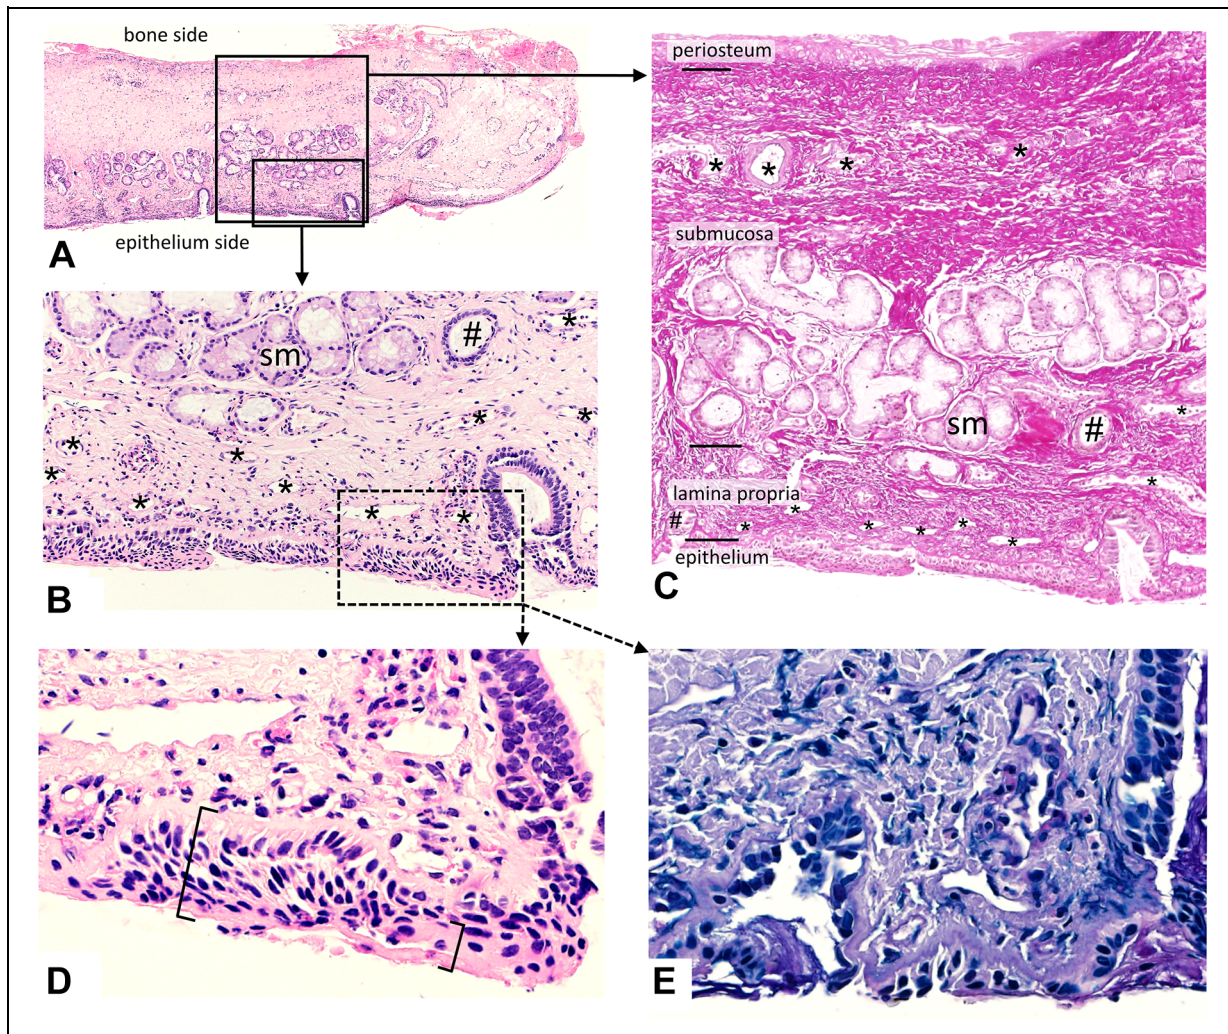 bone side
epithelium side
A
periosteum
* * * *
submucosa
sm
#
*
*
lamina propria
#
* * * * * *
epithelium
C
sm
#
*
*
*
*
*
*
*
*
*
*
B
D
E